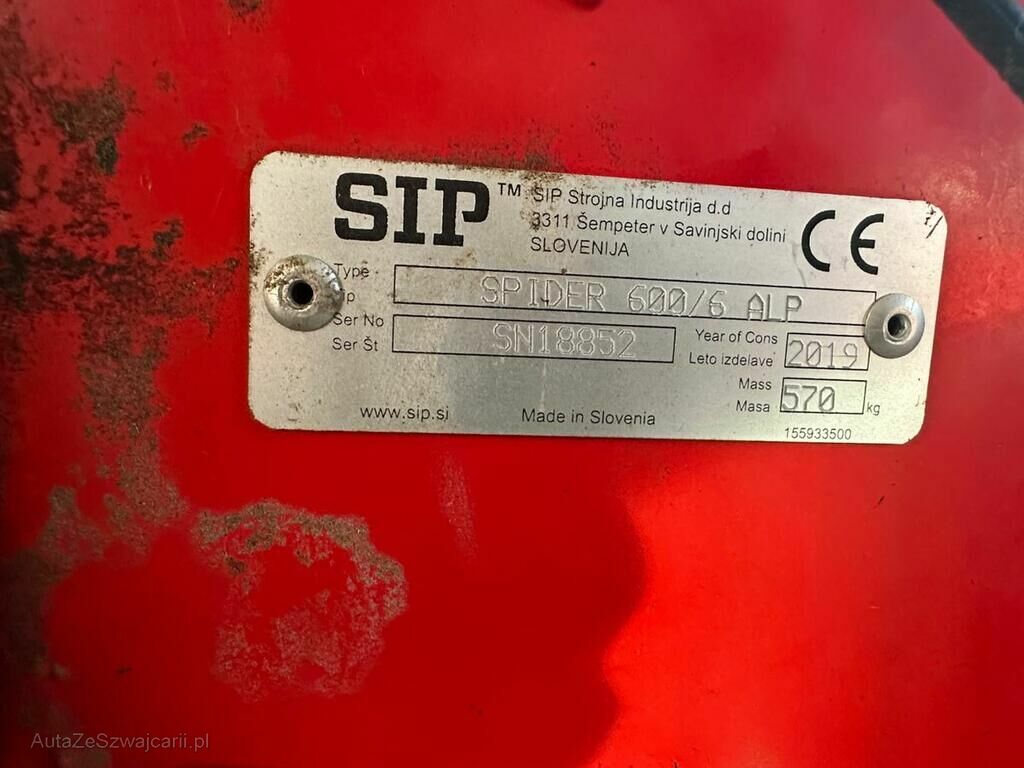 SIP™
SIP Strojna Industrija d.d
3311 Šempeter v Savinjski dolini
SLOVENIJA
CE
Type
SPIDER 600/6 ALP
Ser No
Ser Št
SN18852
Year of Cons
Leto izdelave
2019
Mass
Masa
570
kg
www.sip.si
Made in Slovenia
155933500
AutaZeSzwajcarii.pl